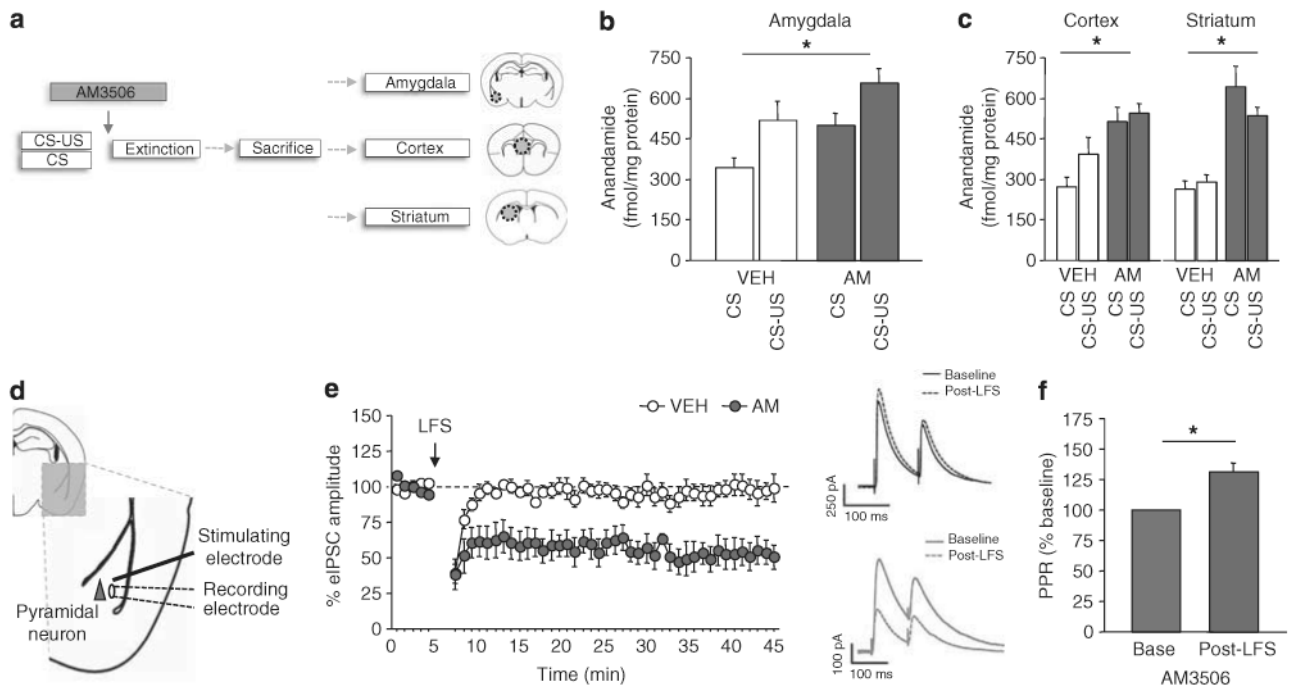 a
AM3506
CS-US
CS
Extinction
Sacrifice
Amygdala
Cortex
Striatum
b
Amygdala
*
Anandamide
(fmol/mg protein)
750
600
450
300
150
0
VEH
AM
CS
CS-US
CS
CS-US
c
Cortex
Striatum
*
*
Anandamide
(fmol/mg protein)
750
600
450
300
150
0
VEH
AM
VEH
AM
CS
CS-US
CS
CS-US
CS
CS-US
CS
CS-US
d
Stimulating
electrode
Recording
electrode
Pyramidal
neuron
e
VEH
AM
LFS
% eIPSC amplitude
150
125
100
75
50
25
0
0
5
10
15
20
25
30
35
40
45
Time (min)
Baseline
Post-LFS
250 pA
100 ms
Baseline
Post-LFS
100 pA
100 ms
f
*
PPR (% baseline)
175
150
125
100
75
50
25
0
Base
Post-LFS
AM3506